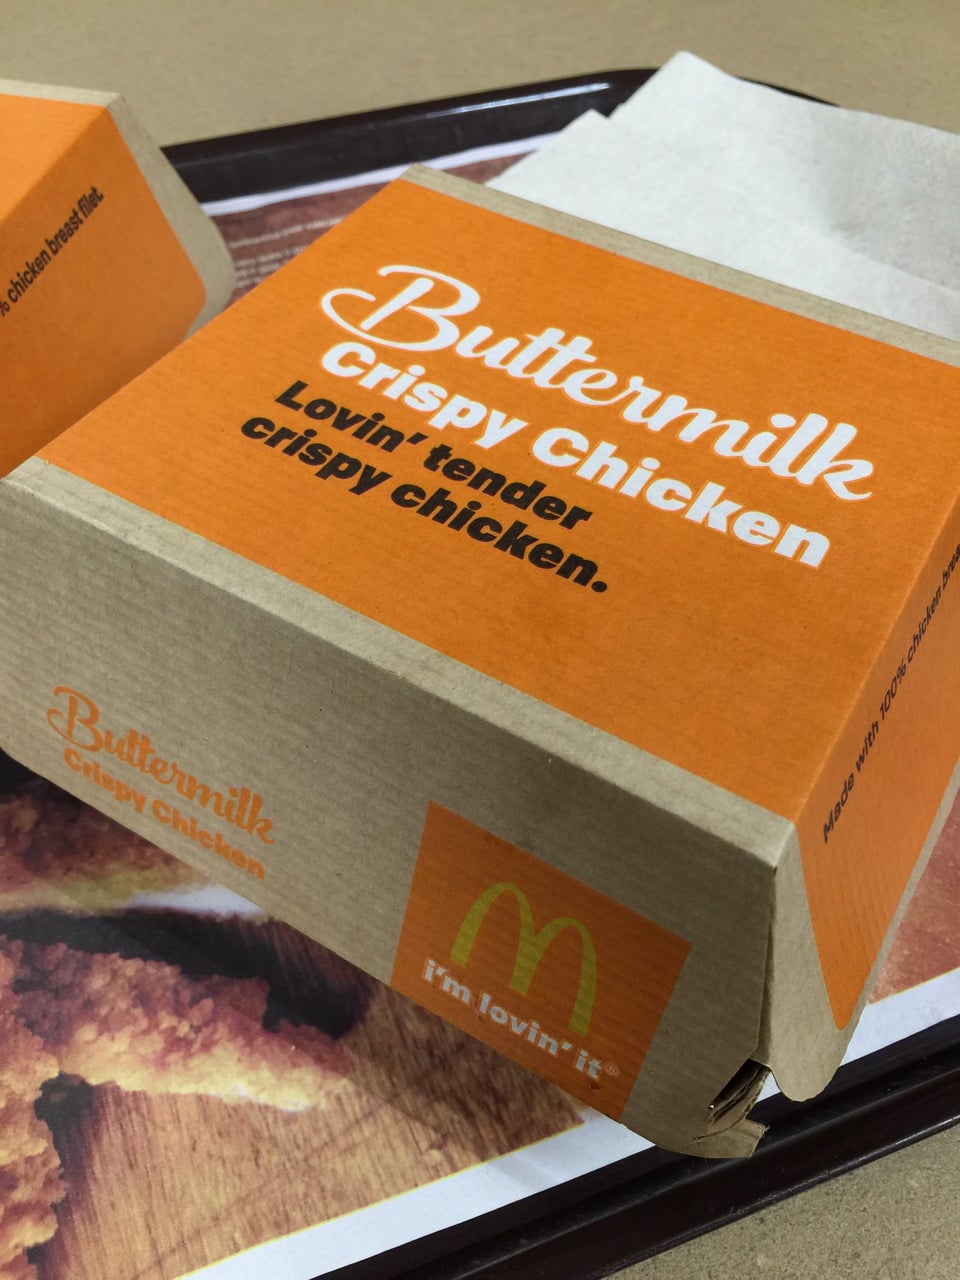 % chicken breast filet.
Buttermilk
Crispy Chicken
Lovin' tender
crispy chicken.
Made with 100% chicken
Buttermilk
Crispy Chicken
i'm lovin' it®